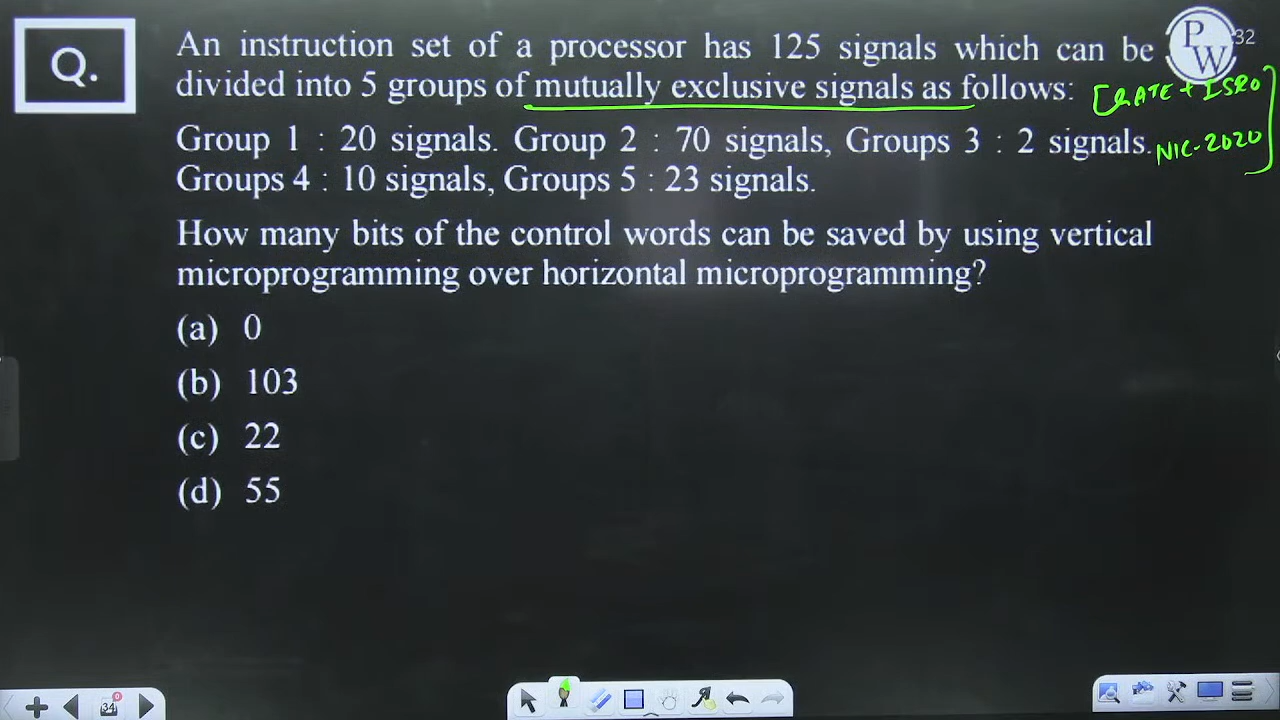 Q.
An instruction set of a processor has 125 signals which can be
divided into 5 groups of mutually exclusive signals as follows:
[GATE + ISRO
NIC-2020]
Group 1 : 20 signals. Group 2 : 70 signals, Groups 3 : 2 signals.
Groups 4 : 10 signals, Groups 5 : 23 signals.
How many bits of the control words can be saved by using vertical
microprogramming over horizontal microprogramming?
(a) 0
(b) 103
(c) 22
(d) 55
PW
32
34
0